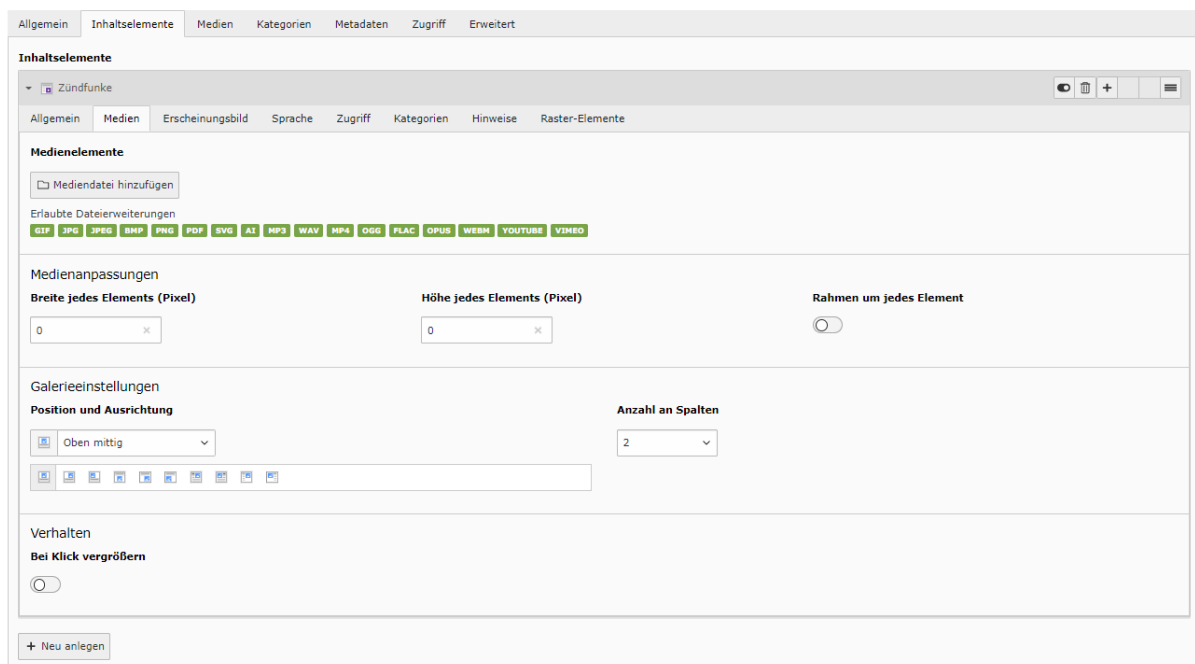 Allgemein Inhaltselemente Medien Kategorien Metadaten Zugriff Erweitert
Inhaltselemente
Zündfunke
Allgemein Medien Erscheinungsbild Sprache Zugriff Kategorien Hinweise Raster-Elemente
Medienelemente
Mediendatei hinzufügen
Erlaubte Dateierweiterungen
GIF JPG JPEG BMP PNG PDF SVG AI MP3 WAV MP4 OGG FLAC OPUS WEBM YOUTUBE VIMEO
Medienanpassungen
Breite jedes Elements (Pixel) Höhe jedes Elements (Pixel) Rahmen um jedes Element
0 0
Galerieeinstellungen
Position und Ausrichtung Anzahl an Spalten
Oben mittig 2
Verhalten
Bei Klick vergrößern
+ Neu anlegen